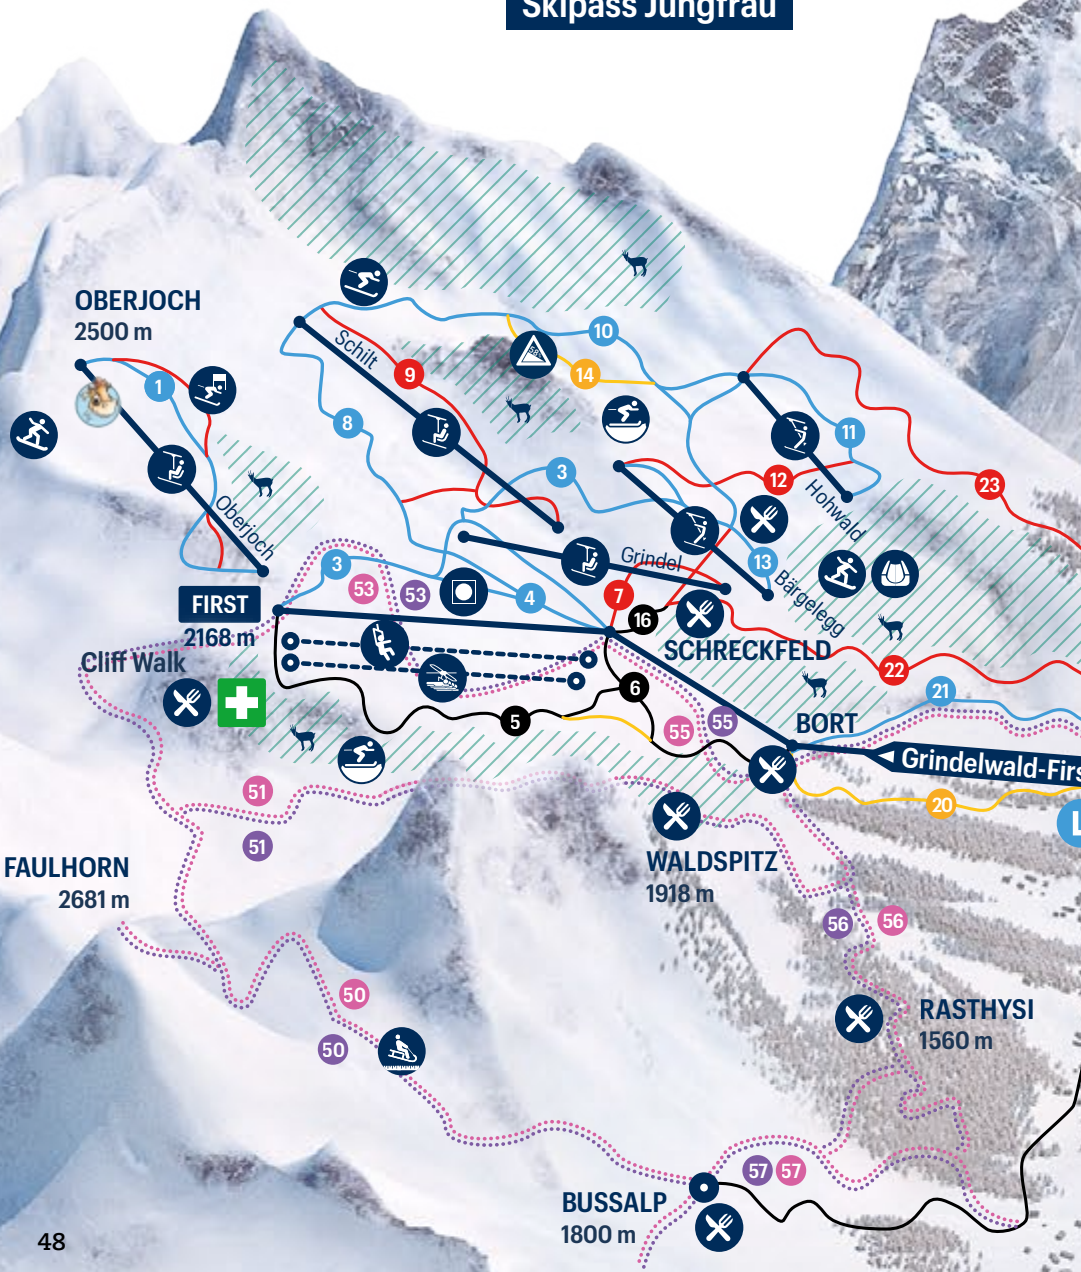 Skipass Jungfrau
OBERJOCH
2500 m
1
Oberjoch
Schilt
9
8
10
14
3
11
12
23
Hohwald
13
Bärgelegg
Grindel
7
16
SCHRECKFELD
22
21
3
53
53
4
FIRST
2168 m
Cliff Walk
6
5
55
55
BORT
Grindelwald-Firs
20
L
51
51
WALDSPITZ
1918 m
FAULHORN
2681 m
56
56
50
50
RASTHYSI
1560 m
57
57
BUSSALP
1800 m
48